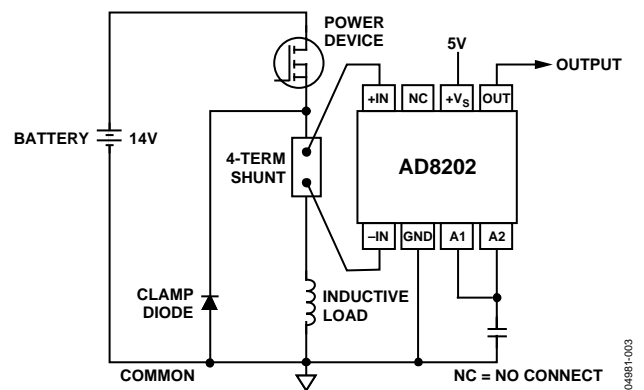 POWER
DEVICE
5V
OUTPUT
+IN
NC
+VS
OUT
BATTERY
14V
4-TERM
SHUNT
AD8202
–IN
GND
A1
A2
CLAMP
DIODE
INDUCTIVE
LOAD
COMMON
NC = NO CONNECT
04981-003